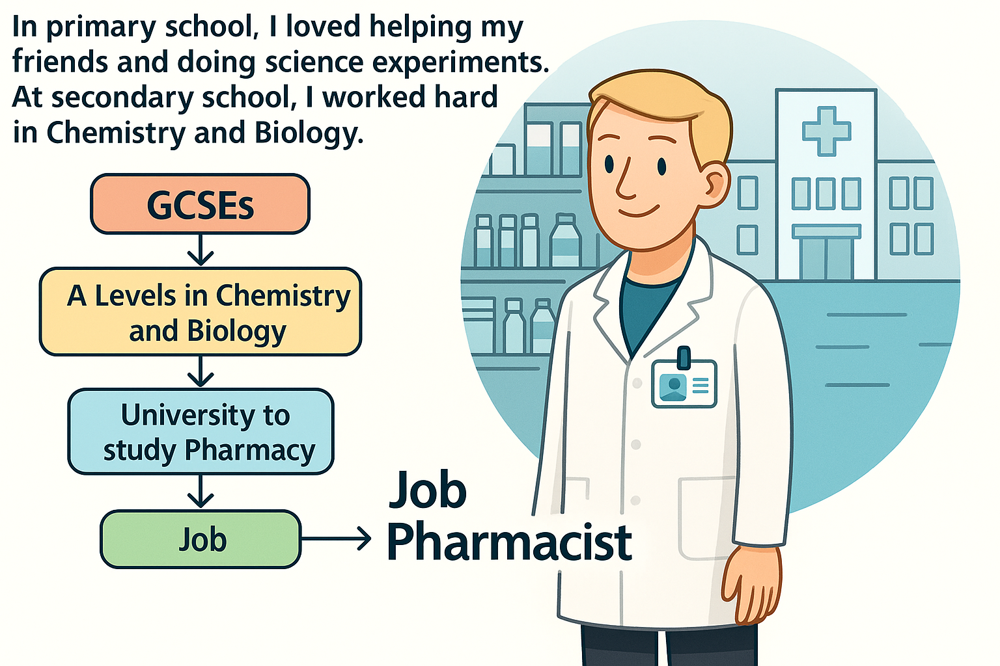 In primary school, I loved helping my
friends and doing science experiments.
At secondary school, I worked hard
in Chemistry and Biology.
GCSEs
A Levels in Chemistry
and Biology
University to
study Pharmacy
Job
Job
Pharmacist